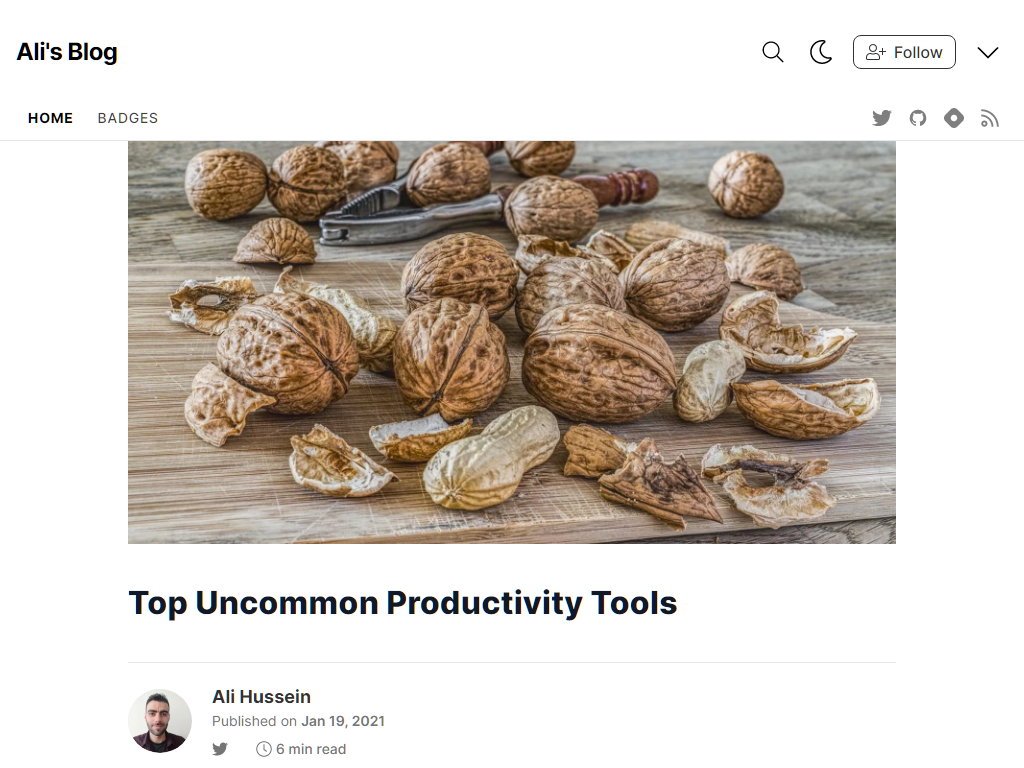 Ali's Blog
Follow
HOME
BADGES
Top Uncommon Productivity Tools
Ali Hussein
Published on Jan 19, 2021
6 min read